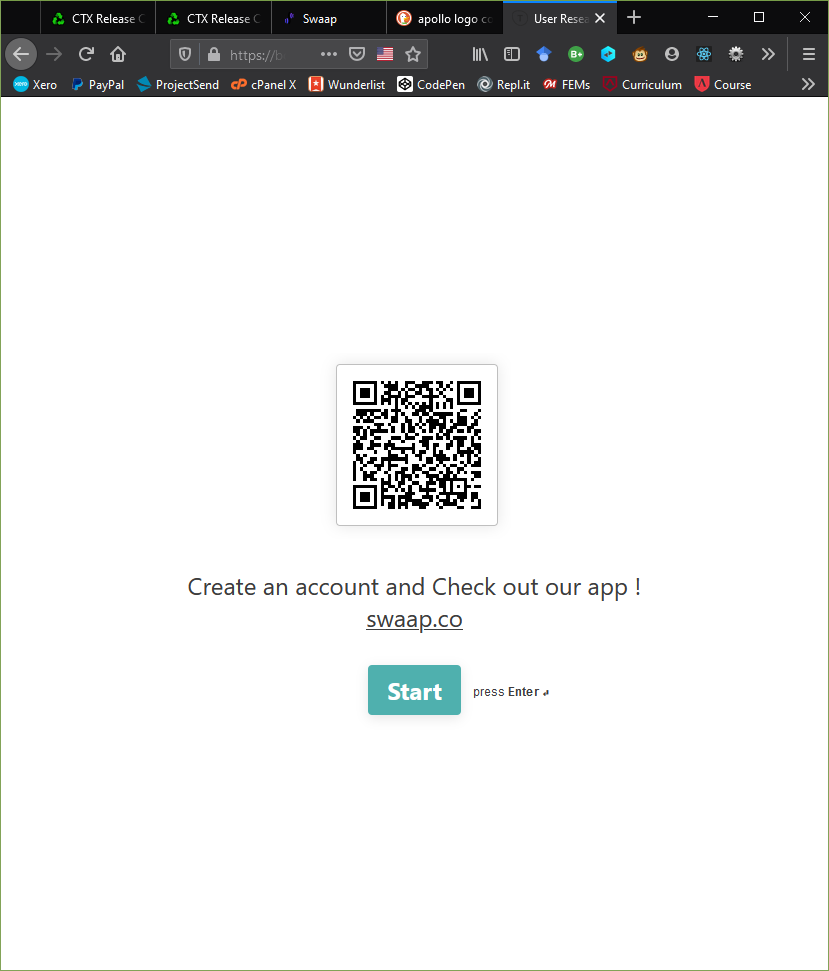 CTX Release C
CTX Release C
Swaap
apollo logo co
User Resea
https://b
Xero
PayPal
ProjectSend
cPanel X
Wunderlist
CodePen
Repl.it
FEMs
Curriculum
Course
Create an account and Check out our app !
swaap.co
Start
press Enter ↲